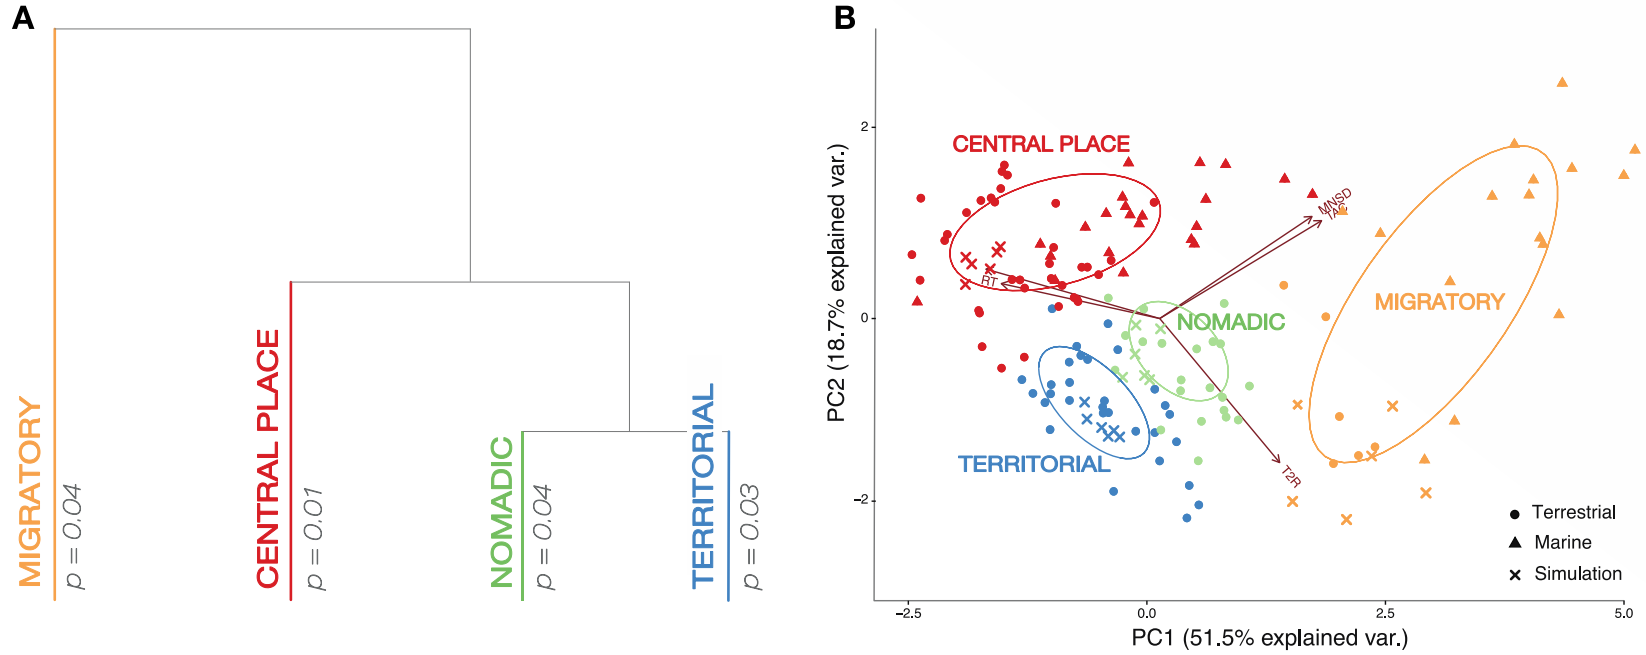 A
MIGRATORY
p = 0.04
CENTRAL PLACE
p = 0.01
NOMADIC
p = 0.04
TERRITORIAL
p = 0.03
B
PC2 (18.7% explained var.)
2
0
−2
CENTRAL PLACE
MNSD
RT
MIGRATORY
NOMADIC
TERRITORIAL
T2R
Terrestrial
Marine
Simulation
−2.5
0.0
2.5
5.0
PC1 (51.5% explained var.)